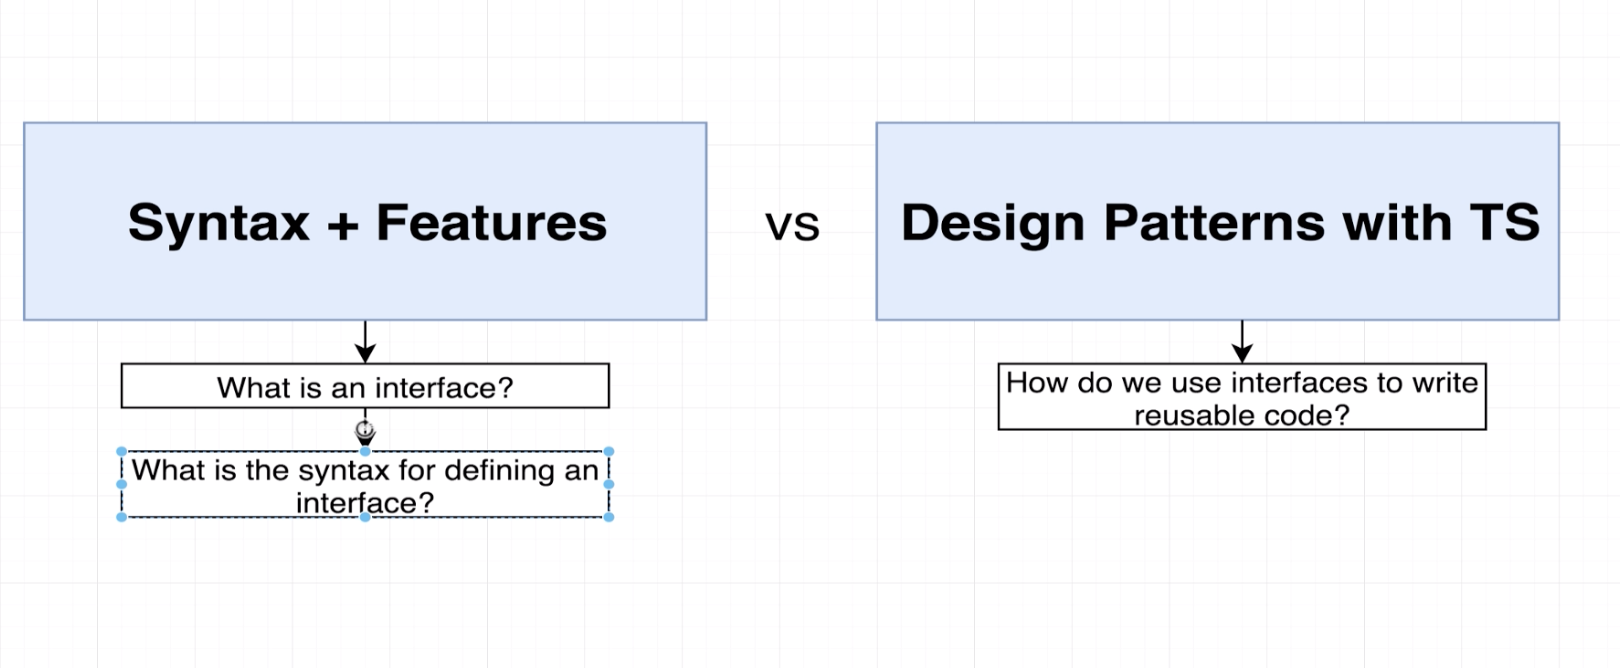 Syntax + Features
vs
Design Patterns with TS
What is an interface?
How do we use interfaces to write
reusable code?
What is the syntax for defining an
interface?